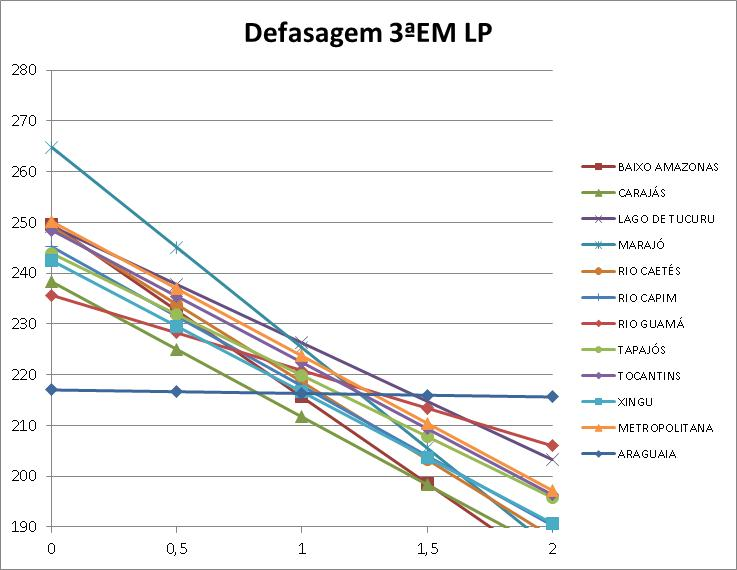 Defasagem 3ªEM LP
280
270
260
250
240
230
220
210
200
190
0
0,5
1
1,5
2
BAIXO AMAZONAS
CARAJÁS
LAGO DE TUCURU
MARAJÓ
RIO CAETÉS
RIO CAPIM
RIO GUAMÁ
TAPAJÓS
TOCANTINS
XINGU
METROPOLITANA
ARAGUAIA